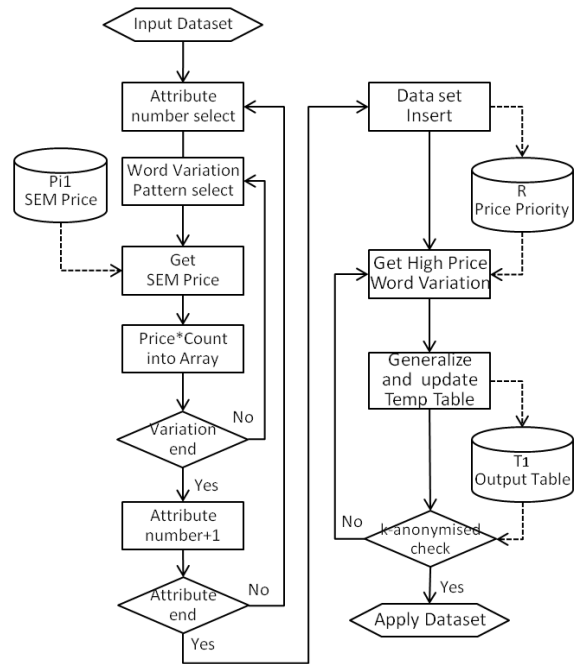 Input Dataset
Attribute
number select
Word Variation
Pattern select
Pi1
SEM Price
Get
SEM Price
Price*Count
into Array
Variation
end
No
Yes
Attribute
number+1
Attribute
end
No
Yes
Data set
Insert
R
Price Priority
Get High Price
Word Variation
Generalize
and update
Temp Table
T1
Output Table
k-anonymised
check
No
Yes
Apply Dataset